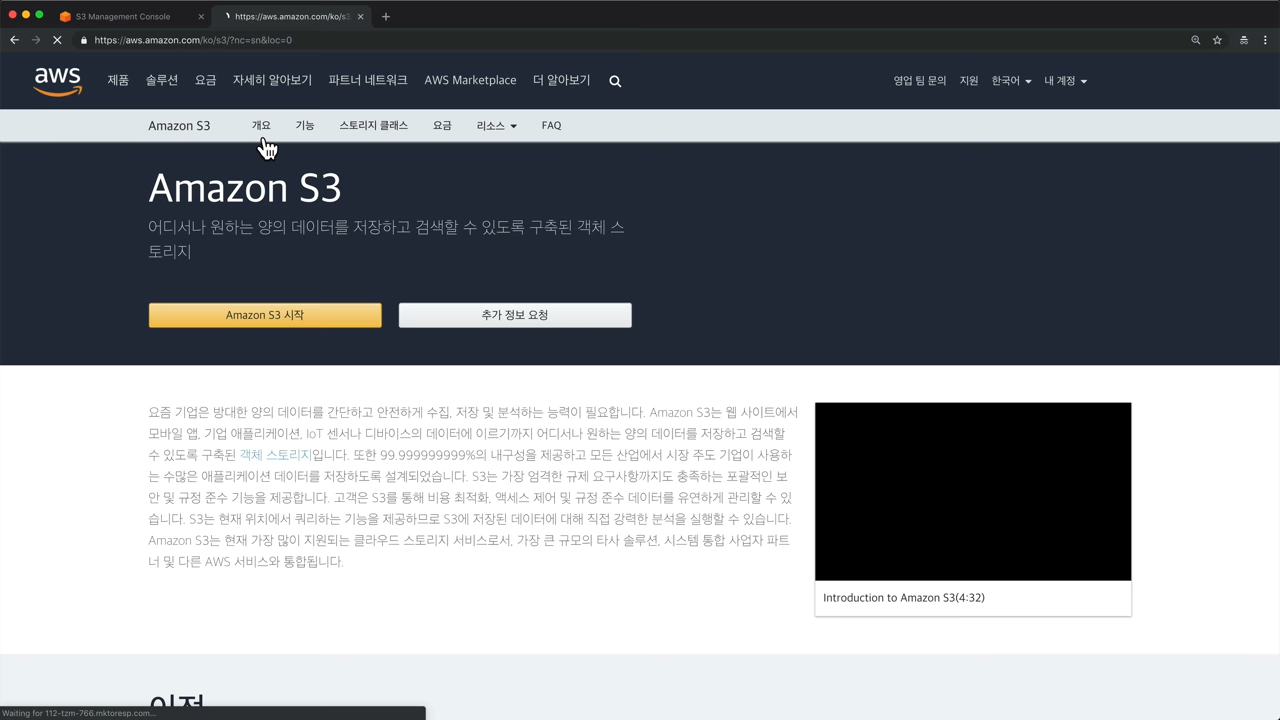 S3 Management Console
https://aws.amazon.com/ko/s3
https://aws.amazon.com/ko/s3/?nc=sn&loc=0
aws
제품 솔루션 요금 자세히 알아보기 파트너 네트워크 AWS Marketplace 더 알아보기
영업 팀 문의 지원 한국어 내 계정
Amazon S3 개요 기능 스토리지 클래스 요금 리소스 FAQ
Amazon S3
어디서나 원하는 양의 데이터를 저장하고 검색할 수 있도록 구축된 객체 스
토리지
Amazon S3 시작
추가 정보 요청
요즘 기업은 방대한 양의 데이터를 간단하고 안전하게 수집, 저장 및 분석하는 능력이 필요합니다. Amazon S3는 웹 사이트에서
모바일 앱, 기업 애플리케이션, IoT 센서나 디바이스의 데이터에 이르기까지 어디서나 원하는 양의 데이터를 저장하고 검색할
수 있도록 구축된 객체 스토리지입니다. 또한 99.999999999%의 내구성을 제공하고 모든 산업에서 시장 주도 기업이 사용하
는 수많은 애플리케이션 데이터를 저장하도록 설계되었습니다. S3는 가장 엄격한 규제 요구사항까지도 충족하는 포괄적인 보
안 및 규정 준수 기능을 제공합니다. 고객은 S3를 통해 비용 최적화, 액세스 제어 및 규정 준수 데이터를 유연하게 관리할 수 있
습니다. S3는 현재 위치에서 쿼리하는 기능을 제공하므로 S3에 저장된 데이터에 대해 직접 강력한 분석을 실행할 수 있습니다.
Amazon S3는 현재 가장 많이 지원되는 클라우드 스토리지 서비스로서, 가장 큰 규모의 타사 솔루션, 시스템 통합 사업자 파트
너 및 다른 AWS 서비스와 통합됩니다.
Introduction to Amazon S3(4:32)
Waiting for 112-tzm-766.mktoresp.com...